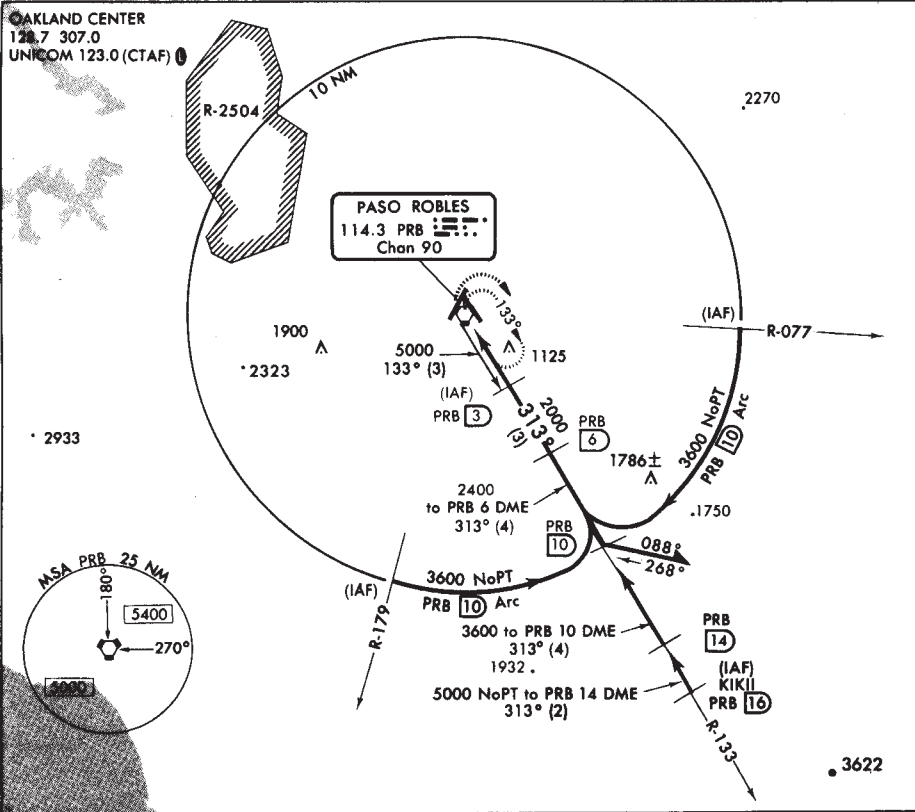 OAKLAND CENTER
128.7 307.0
UNICOM 123.0 (CTAF) L
R-2504
10 NM
2270
PASO ROBLES
114.3 PRB
Chan 90
(IAF)
R-077
133°
1900
2323
5000
133° (3)
1125
(IAF)
PRB 3
2000
313°
(3)
PRB
6
2933
3600 NoPT
PRB 10 Arc
1786±
1750
2400
to PRB 6 DME
313° (4)
PRB
10
088°
268°
MSA PRB 25 NM
180°
5400
270°
5000
(IAF)
3600 NoPT
PRB 10 Arc
R-179
3600 to PRB 10 DME
313° (4)
1932
PRB
14
5000 NoPT to PRB 14 DME
313° (2)
(IAF)
KIKII
PRB 16
R-133
3622